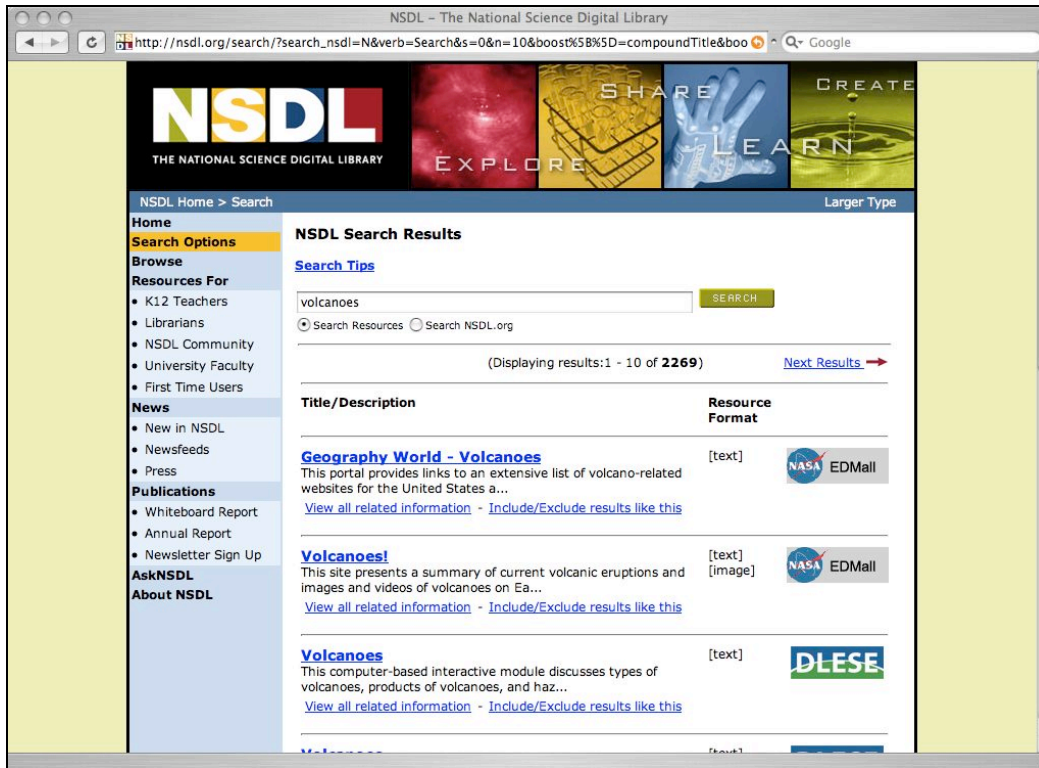 NSDL – The National Science Digital Library
http://nsdl.org/search/?search_nsdl=N&verb=Search&s=0&n=10&boost%5B%5D=compoundTitle&boo
Google
NSDL
THE NATIONAL SCIENCE DIGITAL LIBRARY
EXPLORE
SHARE
LEARN
CREATE
NSDL Home > Search
Larger Type
Home
Search Options
Browse
Resources For
• K12 Teachers
• Librarians
• NSDL Community
• University Faculty
• First Time Users
News
• New in NSDL
• Newsfeeds
• Press
Publications
• Whiteboard Report
• Annual Report
• Newsletter Sign Up
AskNSDL
About NSDL
NSDL Search Results
Search Tips
volcanoes
SEARCH
Search Resources Search NSDL.org
(Displaying results:1 - 10 of 2269)
Next Results
Title/Description
Resource
Format
Geography World - Volcanoes
[text]
NASA EDMall
This portal provides links to an extensive list of volcano-related
websites for the United States a...
View all related information - Include/Exclude results like this
Volcanoes!
[text]
[image]
NASA EDMall
This site presents a summary of current volcanic eruptions and
images and videos of volcanoes on Ea...
View all related information - Include/Exclude results like this
Volcanoes
[text]
DLESE
This computer-based interactive module discusses types of
volcanoes, products of volcanoes, and haz...
View all related information - Include/Exclude results like this